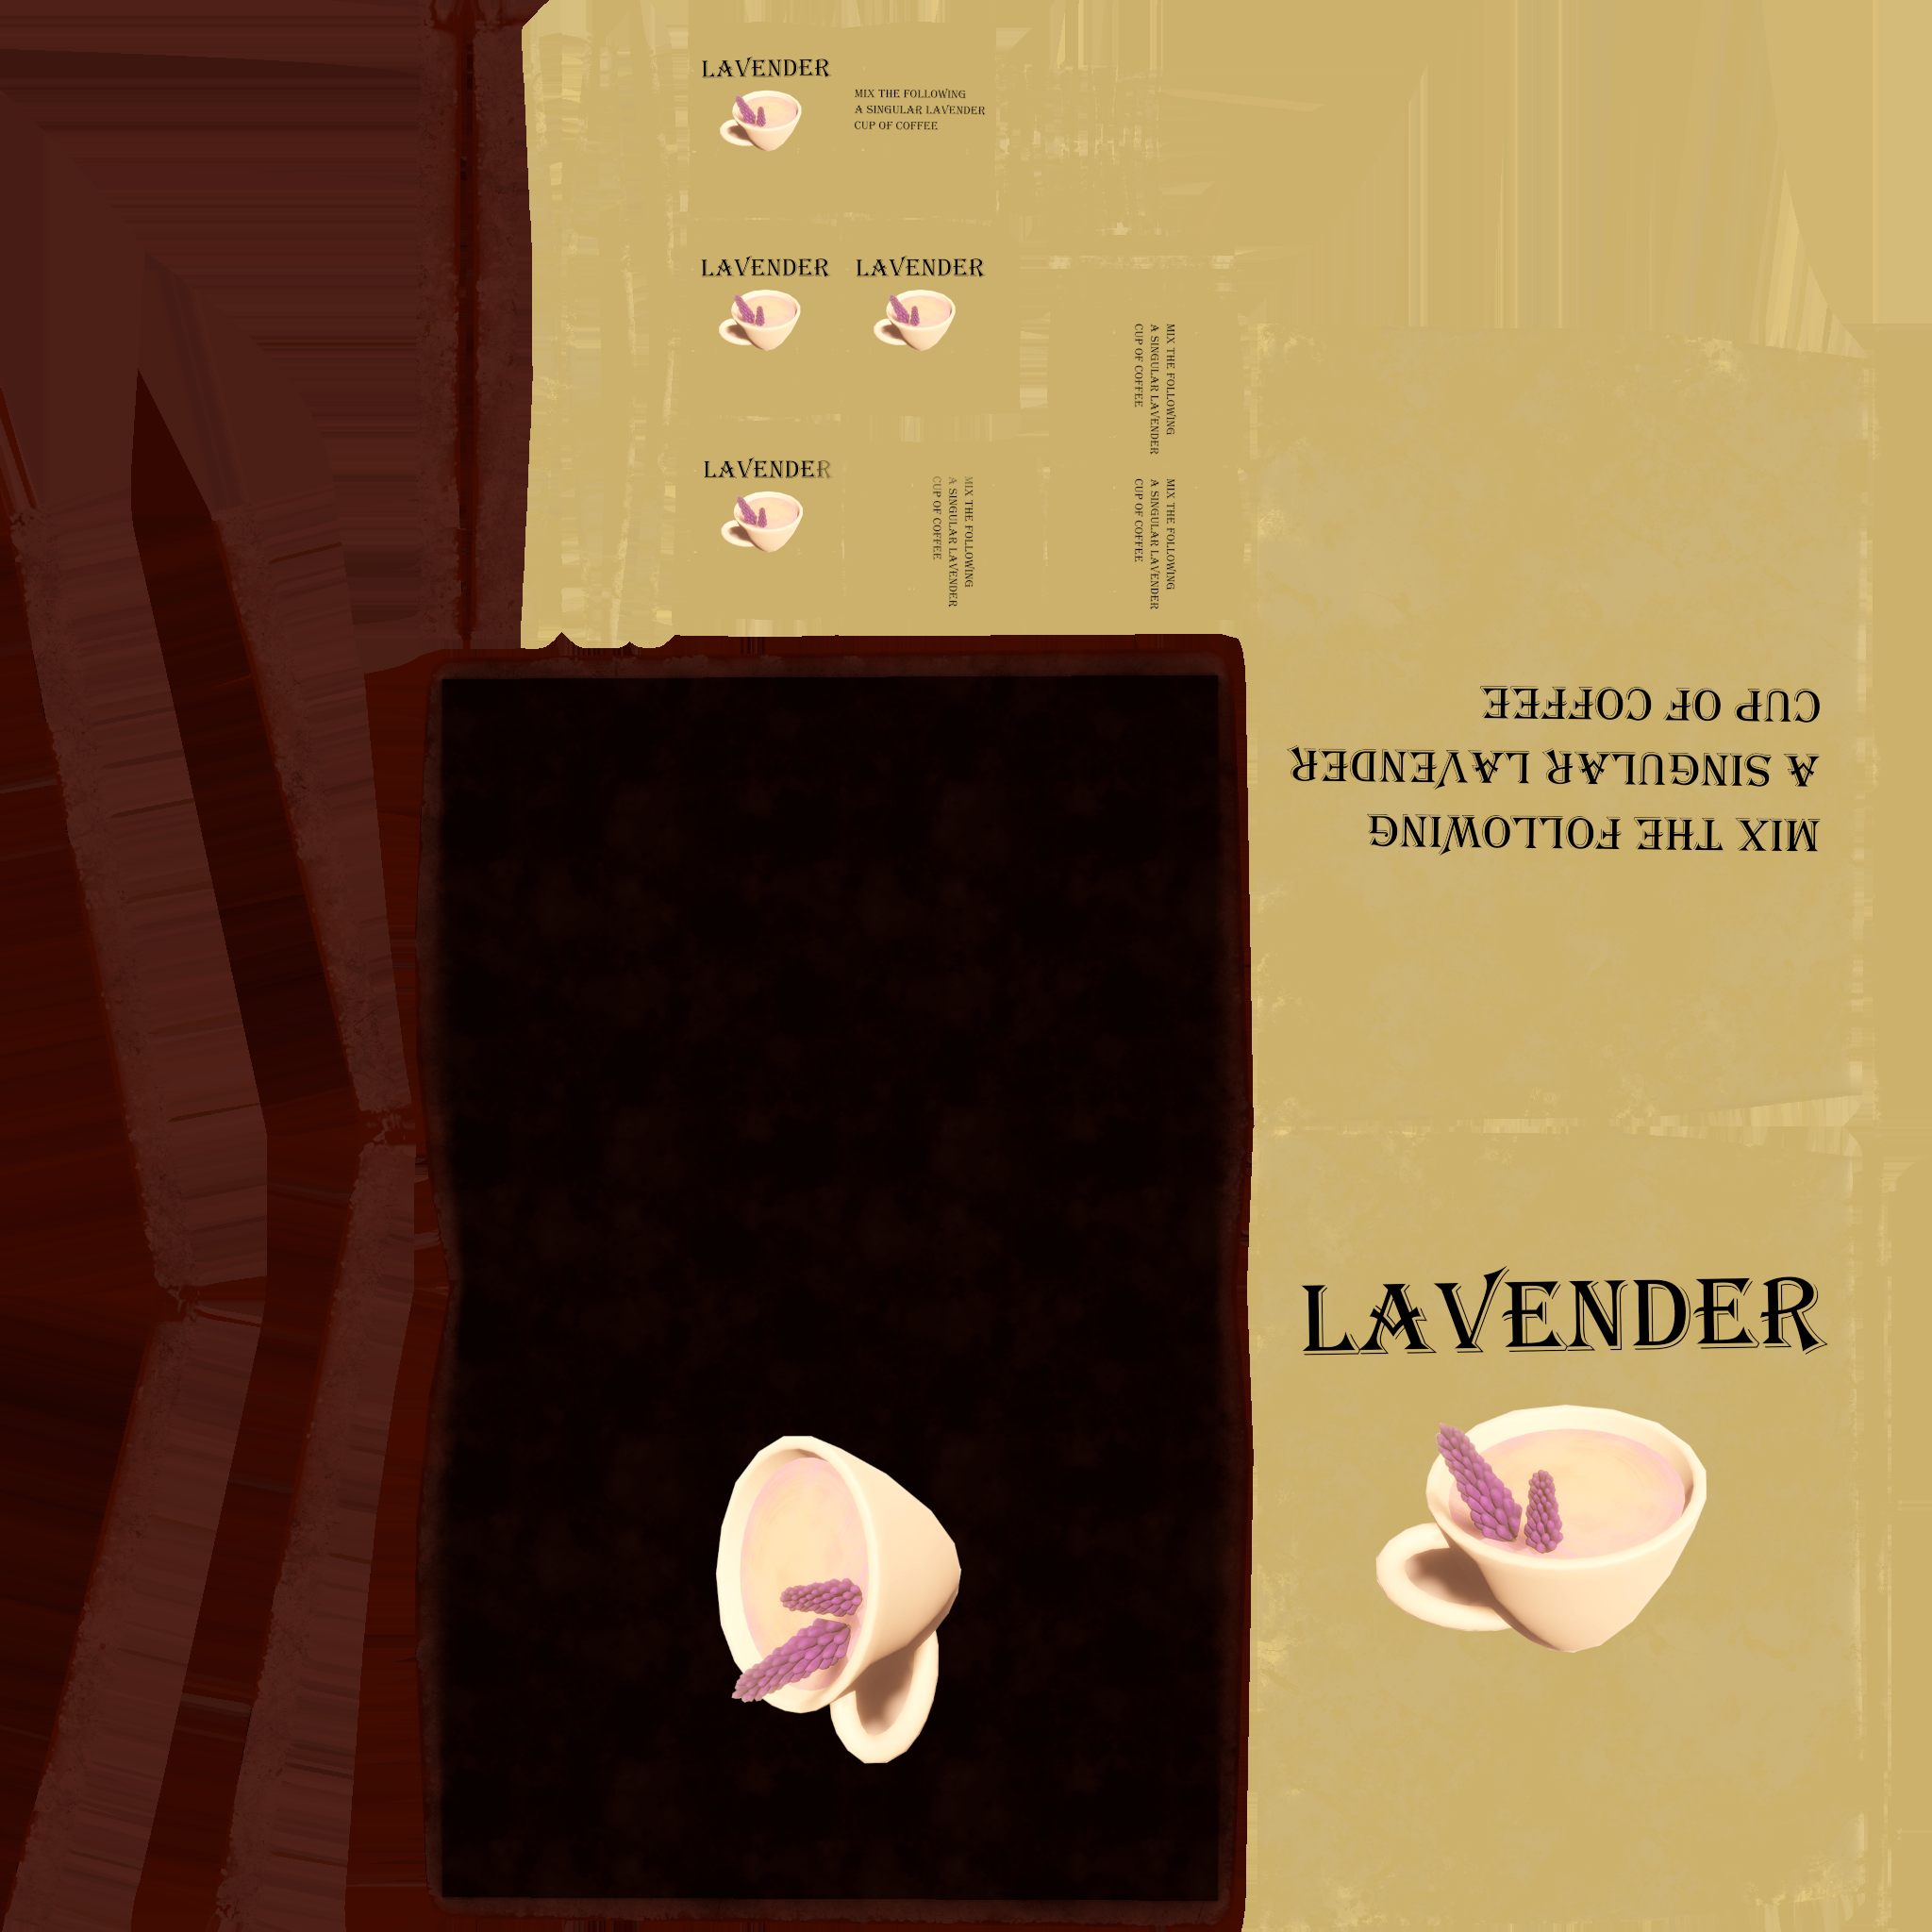 LAVENDER
MIX THE FOLLOWING
A SINGULAR LAVENDER
CUP OF COFFEE
LAVENDER
LAVENDER
MIX THE FOLLOWING
A SINGULAR LAVENDER
CUP OF COFFEE
LAVENDER
MIX THE FOLLOWING
A SINGULAR LAVENDER
CUP OF COFFEE
MIX THE FOLLOWING
A SINGULAR LAVENDER
CUP OF COFFEE
MIX THE FOLLOWING
A SINGULAR LAVENDER
CUP OF COFFEE
LAVENDER